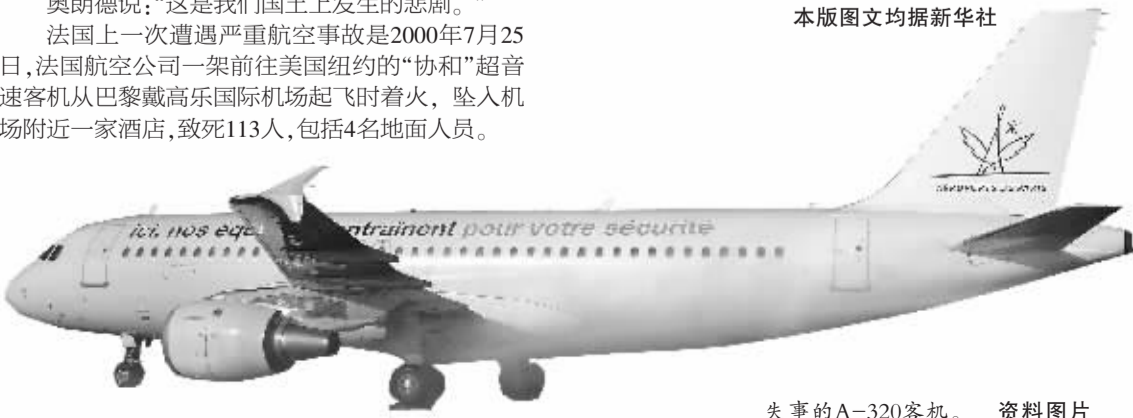 奥朗德说:“这是我们国土上发生的悲剧。”
法国上一次遭遇严重航空事故是2000年7月25
日,法国航空公司一架前往美国纽约的“协和”超音
速客机从巴黎戴高乐国际机场起飞时着火，坠入机
场附近一家酒店,致死113人,包括4名地面人员。
本版图文均据新华社
ici, nos équ entraînent pour votre sécurité
失事的A-320客机。 资料图片